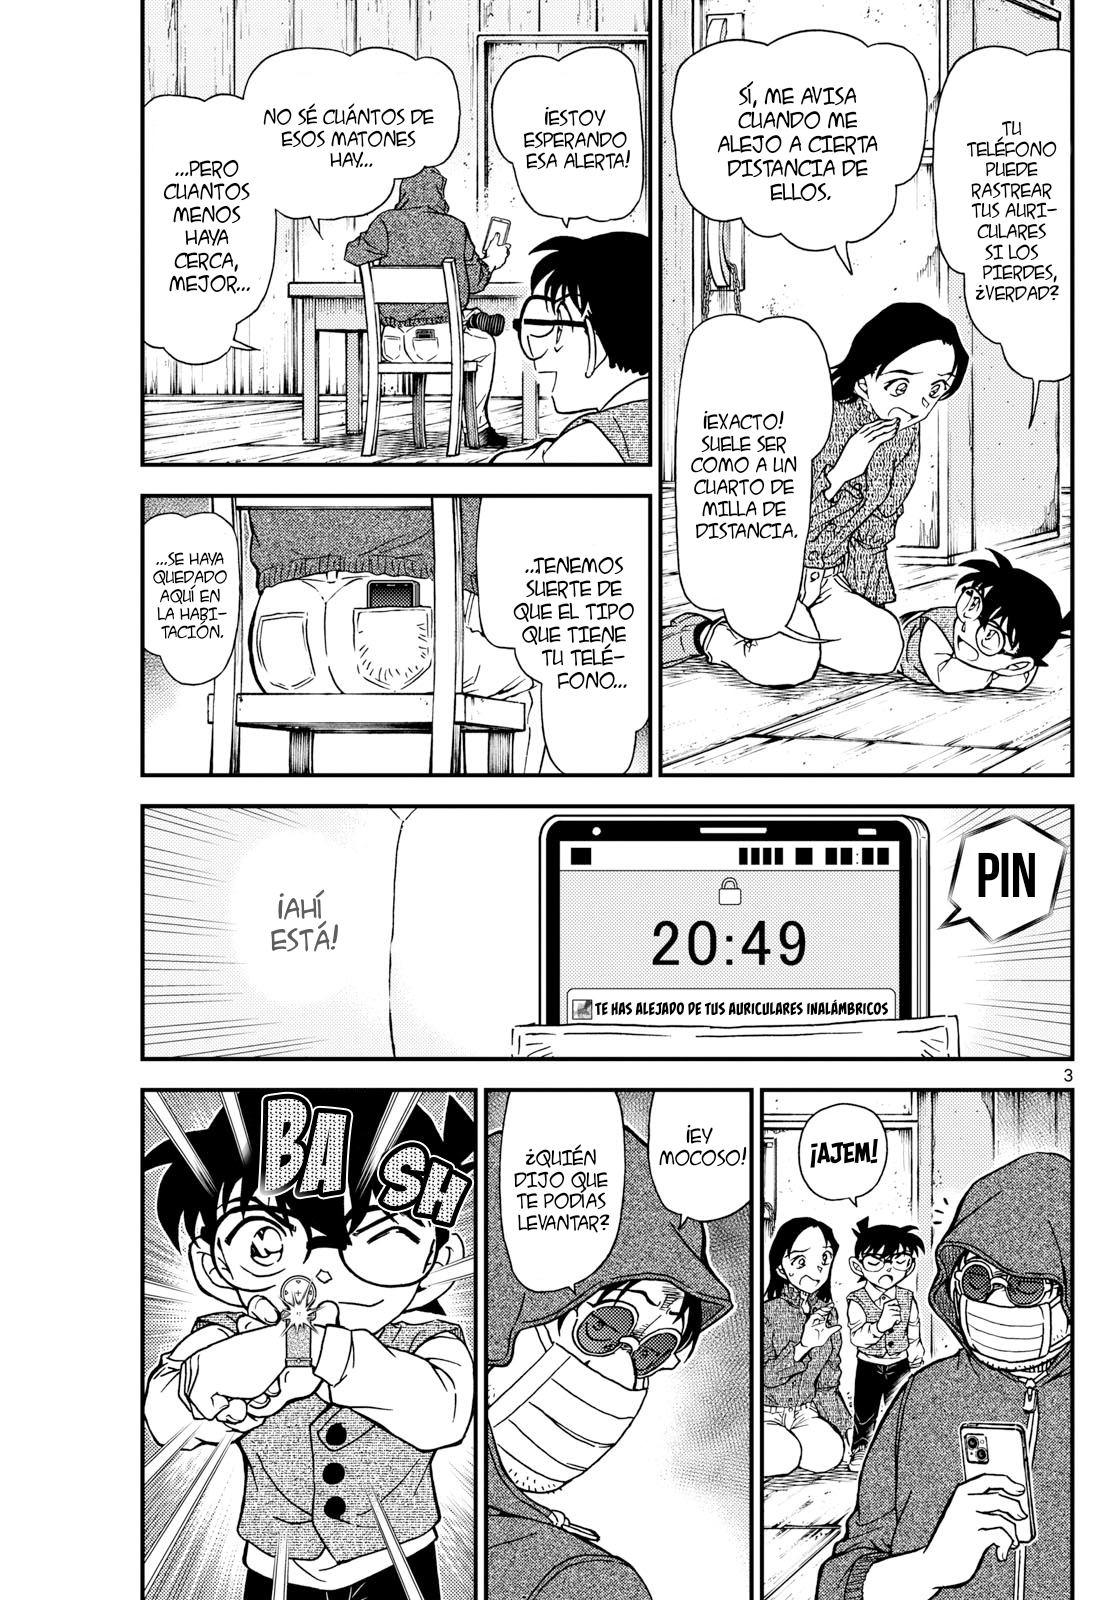 TU
TELÉFONO
PUEDE
RASTREAR
TUS AURI-
CULARES
SI LOS
PIERDES,
¿VERDAD?
SÍ, ME AVISA
CUANDO ME
ALEJO A CIERTA
DISTANCIA DE
ELLOS.
¡EXACTO!
SUELE SER
COMO A UN
CUARTO DE
MILLA DE
DISTANCIA.
¡ESTOY
ESPERANDO
ESA ALERTA!
NO SÉ CUÁNTOS DE
ESOS MATONES
HAY...
...PERO
CUANTOS
MENOS
HAYA
CERCA,
MEJOR...
...TENEMOS
SUERTE DE
QUE EL TIPO
QUE TIENE
TU TELÉ-
FONO...
...SE HAYA
QUEDADO
AQUÍ EN
LA HABI-
TACIÓN.
PIN
20:49
TE HAS ALEJADO DE TUS AURICULARES INALÁMBRICOS
¡AHÍ
ESTÁ!
3
¡AJEM!
¡EY
MOCOSO!
¿QUIÉN
DIJO QUE
TE PODÍAS
LEVANTAR?
BASH